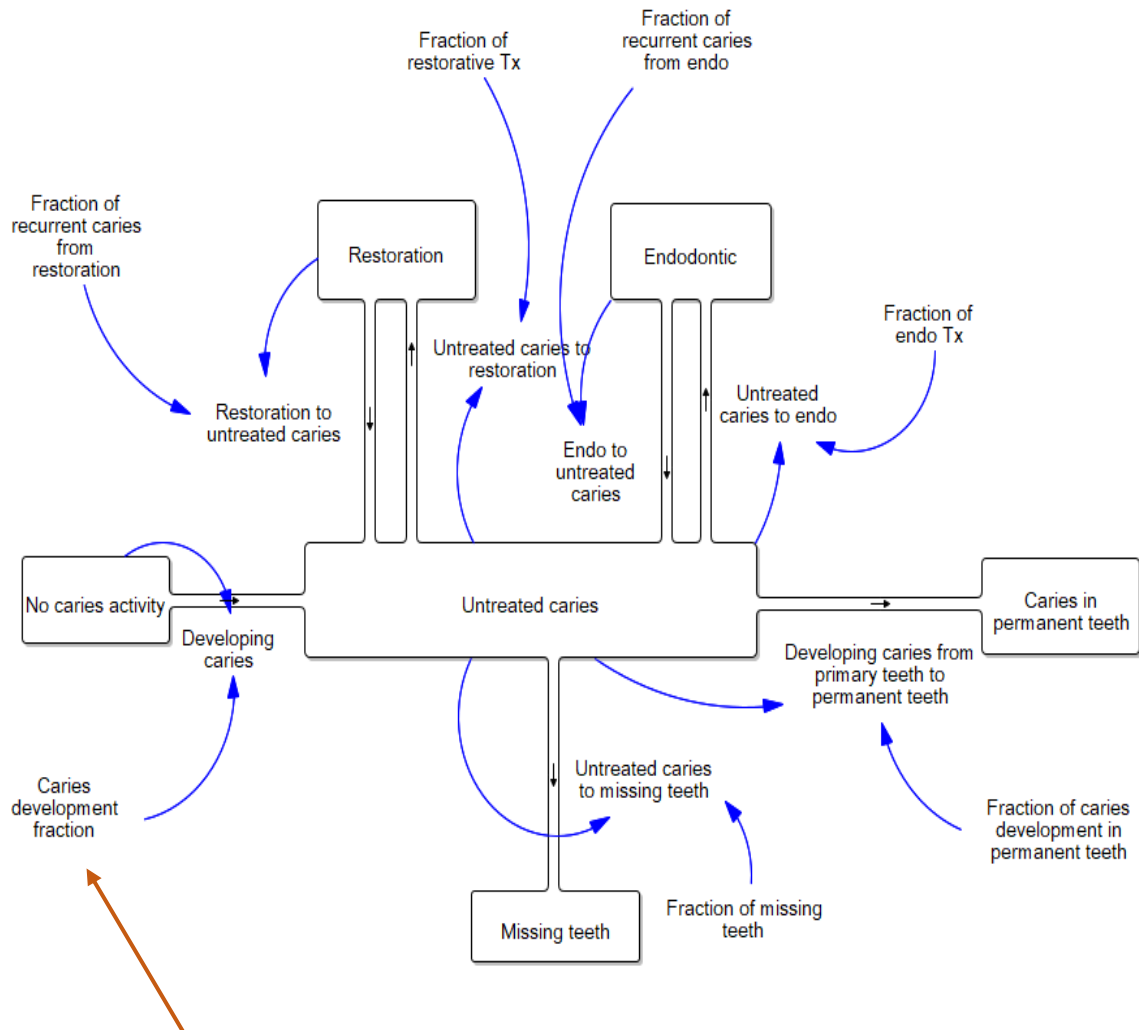 Fraction of
recurrent caries
from endo
Fraction of
restorative Tx
Fraction of
recurrent caries
from
restoration
Restoration
Endodontic
Fraction of
endo Tx
Untreated caries to
restoration
Untreated
caries to endo
Restoration to
untreated caries
Endo to
untreated
caries
No caries activity
Untreated caries
Caries in
permanent teeth
Developing
caries
Developing caries from
primary teeth to
permanent teeth
Caries
development
fraction
Untreated caries
to missing teeth
Fraction of caries
development in
permanent teeth
Fraction of missing
teeth
Missing teeth